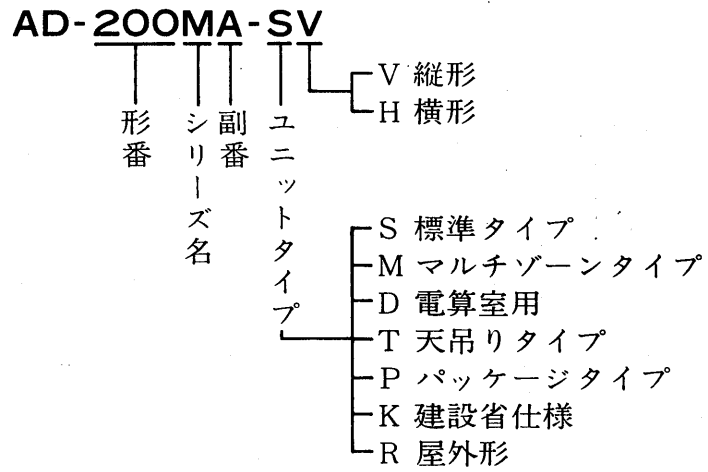 AD-200MA-SV
V 縦形
H 横形
形番
シリーズ名
副番
ユニットタイプ
S 標準タイプ
M マルチゾーンタイプ
D 電算室用
T 天吊りタイプ
P パッケージタイプ
K 建設省仕様
R 屋外形